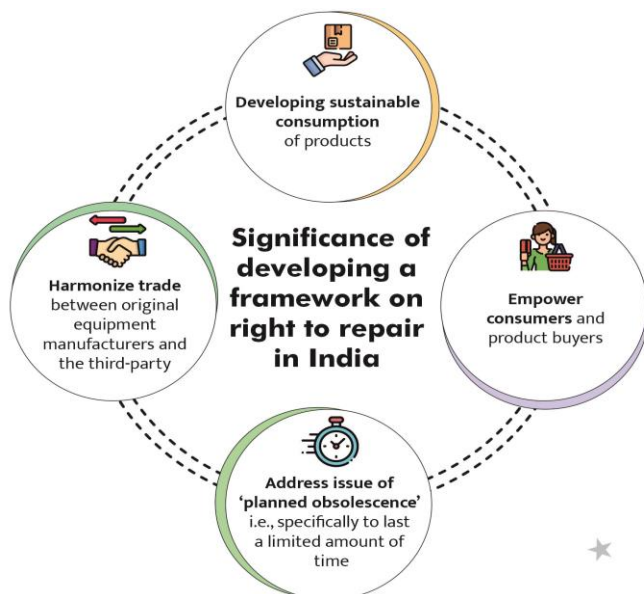 Developing sustainable
consumption
of products
Significance of
developing a
framework on
right to repair
in India
Harmonize trade
between original
equipment
manufacturers and
the third-party
Empower
consumers and
product buyers
Address issue of
‘planned obsolescence’
i.e., specifically to last
a limited amount of
time